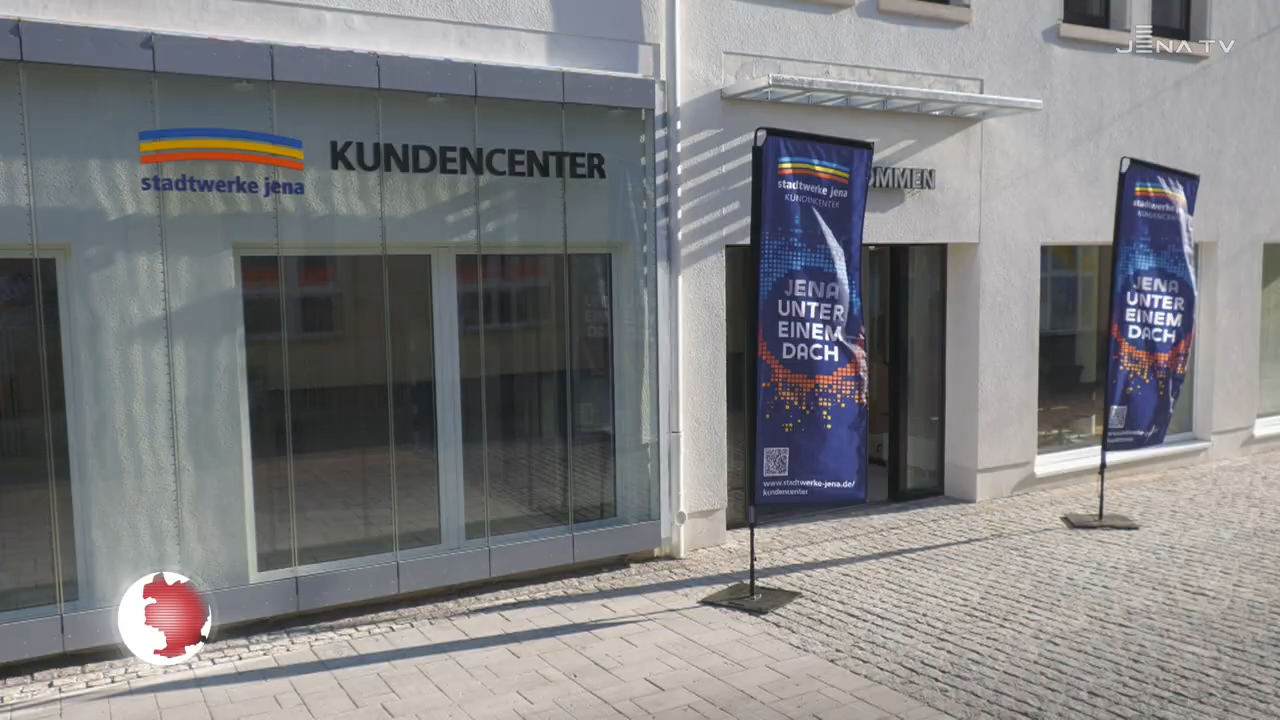 JENA TV
stadtwerke jena
KUNDENCENTER
OMMEN
stadtwerke jena
KUNDENCENTER
JENA
UNTER
EINEM
DACH
www.stadtwerke-jena.de/
kundencenter
stadtwerke jena
KUNDENCENTER
JENA
UNTER
EINEM
DACH